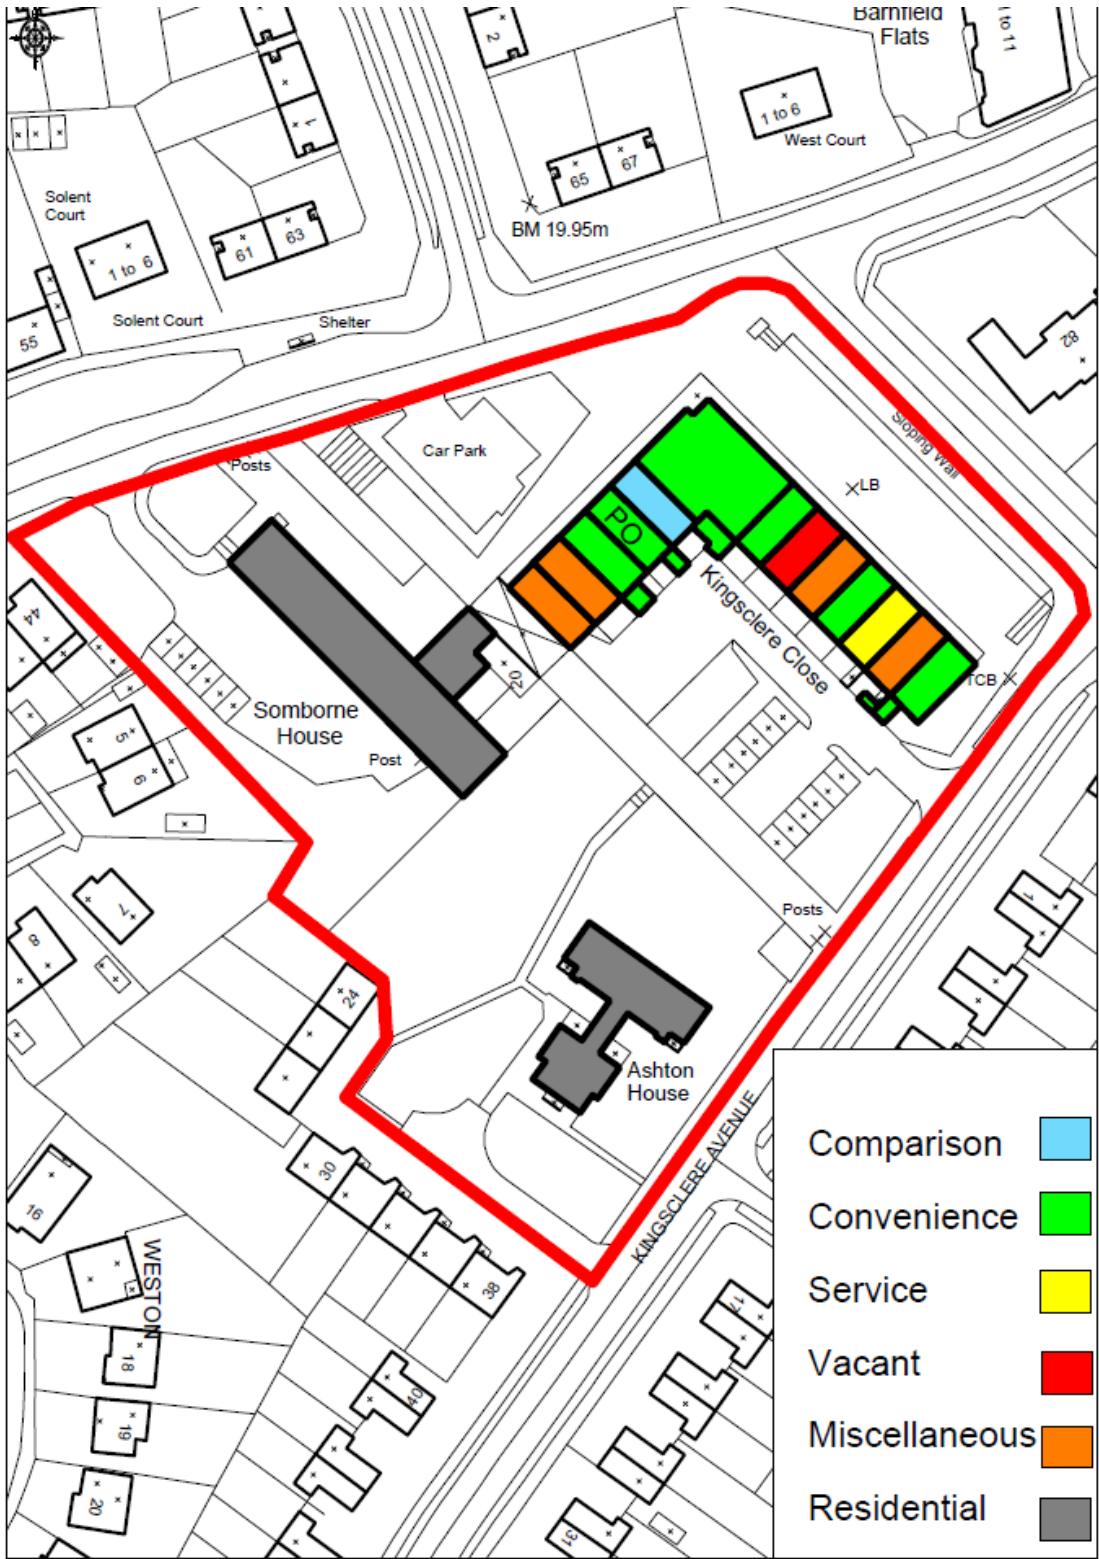 Barnfield
Flats
1 to 11
2
1 to 6
West Court
1
65
67
Solent
Court
BM 19.95m
61
63
1 to 6
Solent Court
Shelter
55
82
Sloping Wall
Posts
Car Park
LB
PO
Kingsclere Close
44
20
TCB
Somborne
House
Post
5
6
7
8
Posts
1
24
Ashton
House
KINGSCLERE AVENUE
30
16
38
WESTON
17
18
40
19
20
31
Comparison
Convenience
Service
Vacant
Miscellaneous
Residential